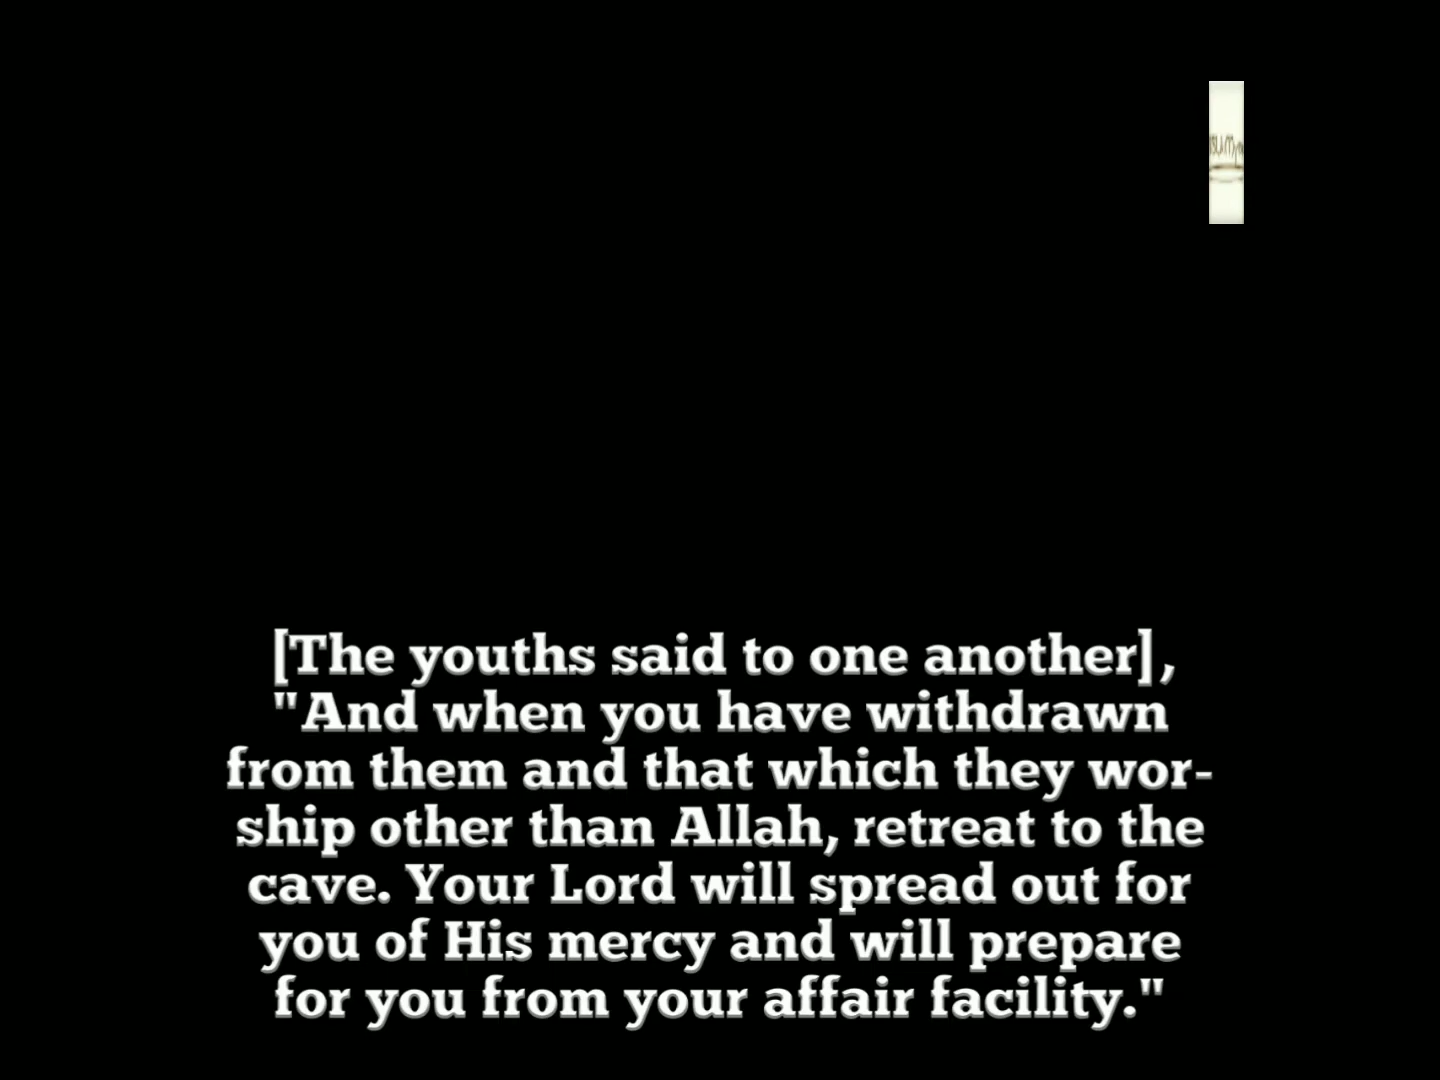 [The youths said to one another],
"And when you have withdrawn
from them and that which they wor-
ship other than Allah, retreat to the
cave. Your Lord will spread out for
you of His mercy and will prepare
for you from your affair facility."